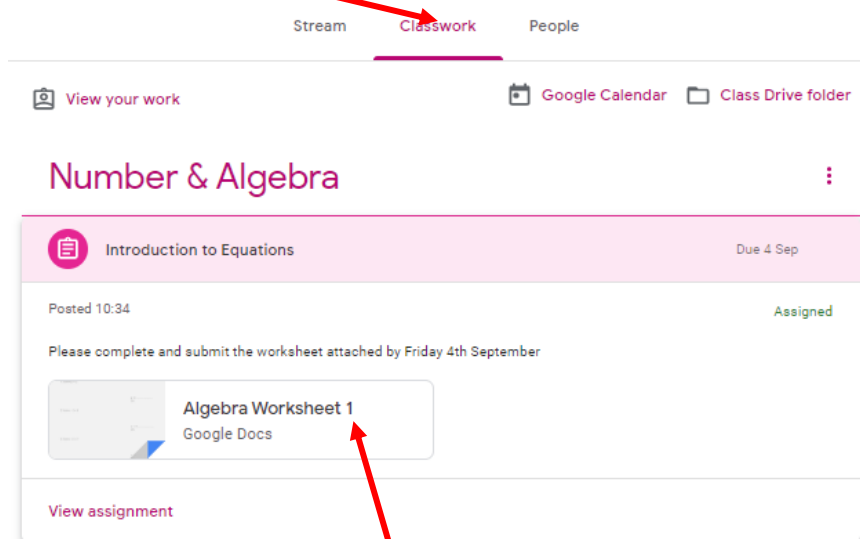 Stream Classwork People
View your work Google Calendar Class Drive folder
Number & Algebra
Introduction to Equations Due 4 Sep
Posted 10:34 Assigned
Please complete and submit the worksheet attached by Friday 4th September
Algebra Worksheet 1
Google Docs
View assignment